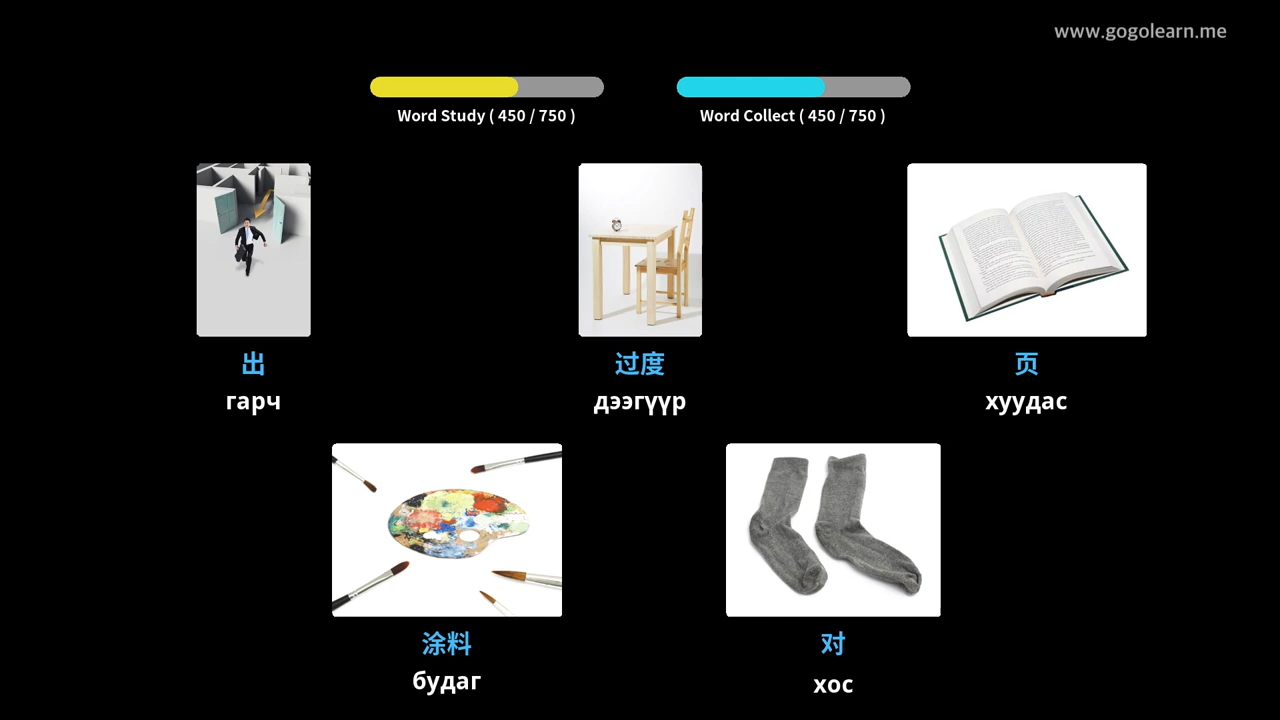 www.gogolearn.me
Word Study ( 450 / 750 )
Word Collect ( 450 / 750 )
出
гарч
过度
дээгүүр
页
хуудас
涂料
будаг
对
хос